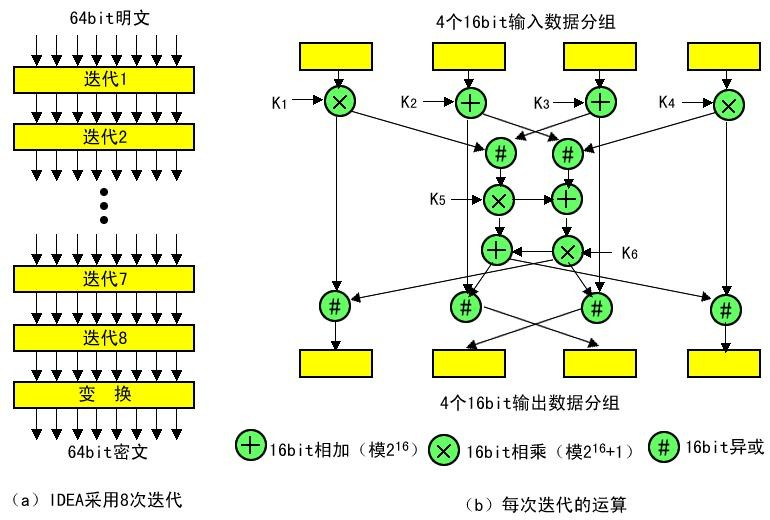 64bit明文
迭代1
迭代2
迭代7
迭代8
变 换
64bit密文
(a) IDEA采用8次迭代
4个16bit输入数据分组
K1
K2
K3
K4
× + + ×
# #
K5
× +
+ ×
K6
# # # #
4个16bit输出数据分组
+ 16bit相加（模2¹⁶） × 16bit相乘（模2¹⁶+1） # 16bit异或
(b) 每次迭代的运算